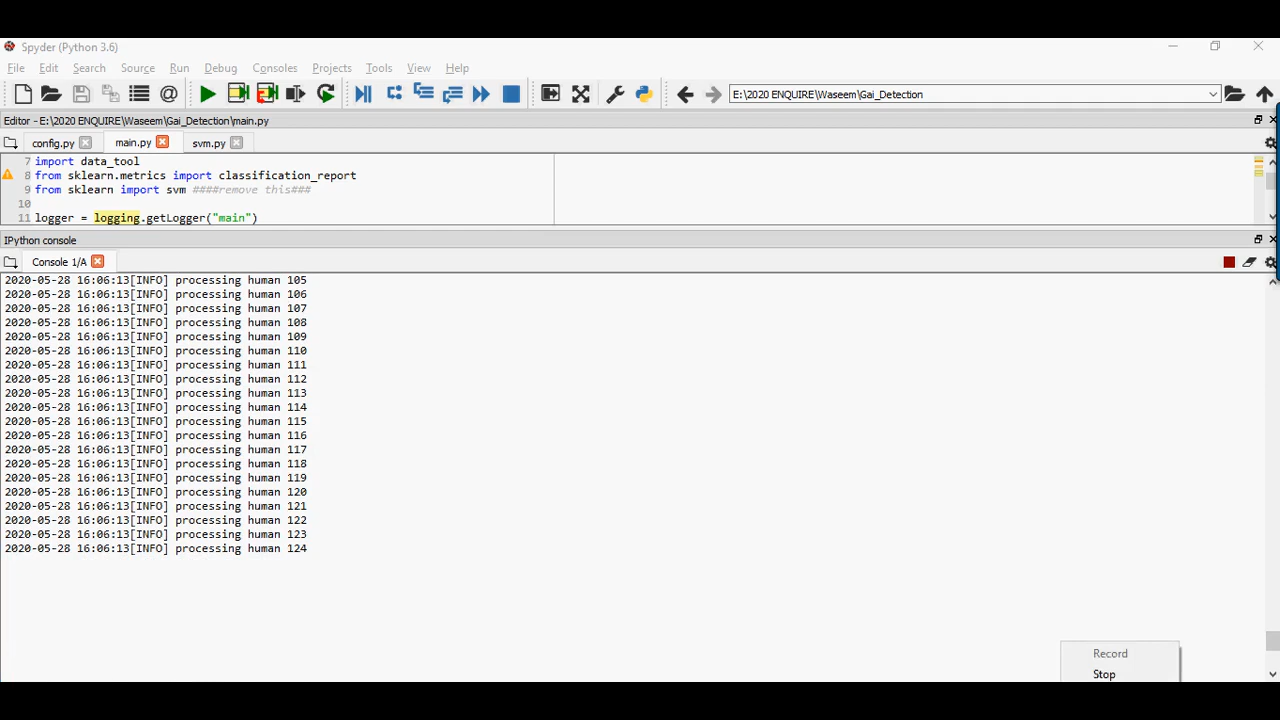 Spyder (Python 3.6)
File Edit Search Source Run Debug Consoles Projects Tools View Help
E:\2020 ENQUIRE\Waseem\Gai_Detection
Editor - E:\2020 ENQUIRE\Waseem\Gai_Detection\main.py
config.py main.py svm.py
7 import data_tool
8 from sklearn.metrics import classification_report
9 from sklearn import svm ####remove this###
10
11 logger = logging.getLogger("main")
IPython console
Console 1/A
2020-05-28 16:06:13[INFO] processing human 105
2020-05-28 16:06:13[INFO] processing human 106
2020-05-28 16:06:13[INFO] processing human 107
2020-05-28 16:06:13[INFO] processing human 108
2020-05-28 16:06:13[INFO] processing human 109
2020-05-28 16:06:13[INFO] processing human 110
2020-05-28 16:06:13[INFO] processing human 111
2020-05-28 16:06:13[INFO] processing human 112
2020-05-28 16:06:13[INFO] processing human 113
2020-05-28 16:06:13[INFO] processing human 114
2020-05-28 16:06:13[INFO] processing human 115
2020-05-28 16:06:13[INFO] processing human 116
2020-05-28 16:06:13[INFO] processing human 117
2020-05-28 16:06:13[INFO] processing human 118
2020-05-28 16:06:13[INFO] processing human 119
2020-05-28 16:06:13[INFO] processing human 120
2020-05-28 16:06:13[INFO] processing human 121
2020-05-28 16:06:13[INFO] processing human 122
2020-05-28 16:06:13[INFO] processing human 123
2020-05-28 16:06:13[INFO] processing human 124
Record
Stop